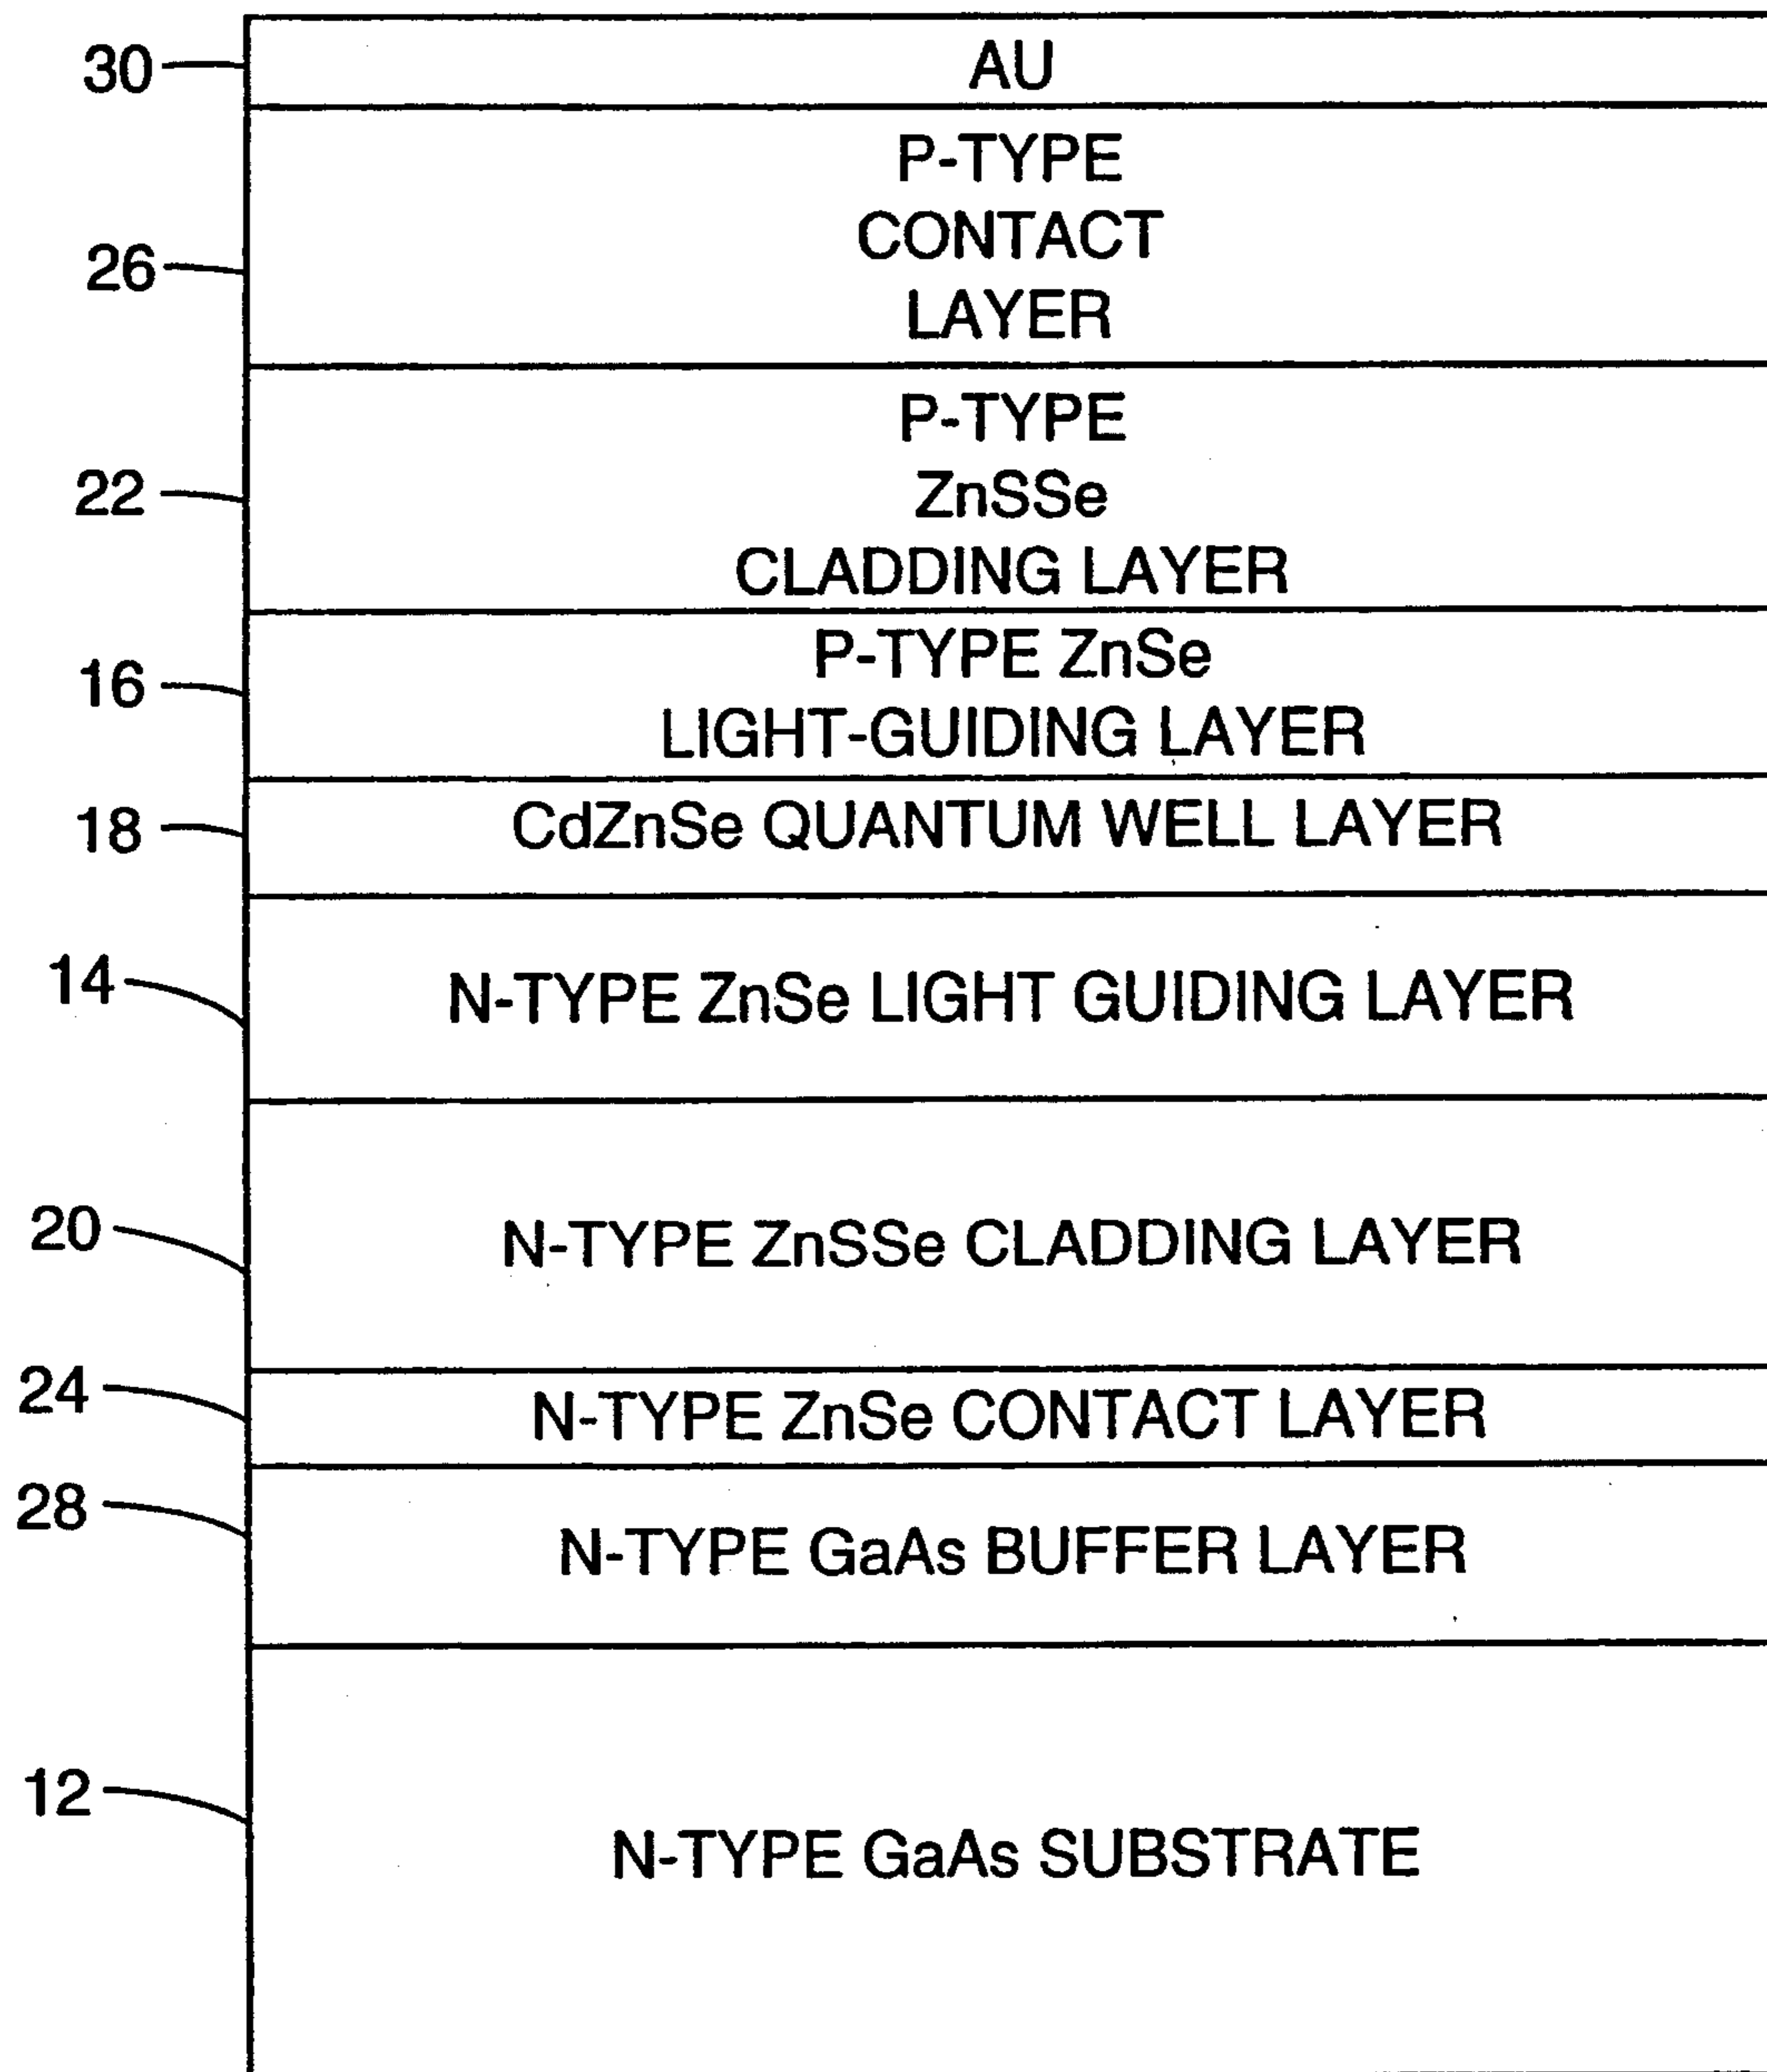 30
AU
26
P-TYPE
CONTACT
LAYER
22
P-TYPE
ZnSSe
CLADDING LAYER
16
P-TYPE ZnSe
LIGHT-GUIDING LAYER
18
CdZnSe QUANTUM WELL LAYER
14
N-TYPE ZnSe LIGHT GUIDING LAYER
20
N-TYPE ZnSSe CLADDING LAYER
24
N-TYPE ZnSe CONTACT LAYER
28
N-TYPE GaAs BUFFER LAYER
12
N-TYPE GaAs SUBSTRATE